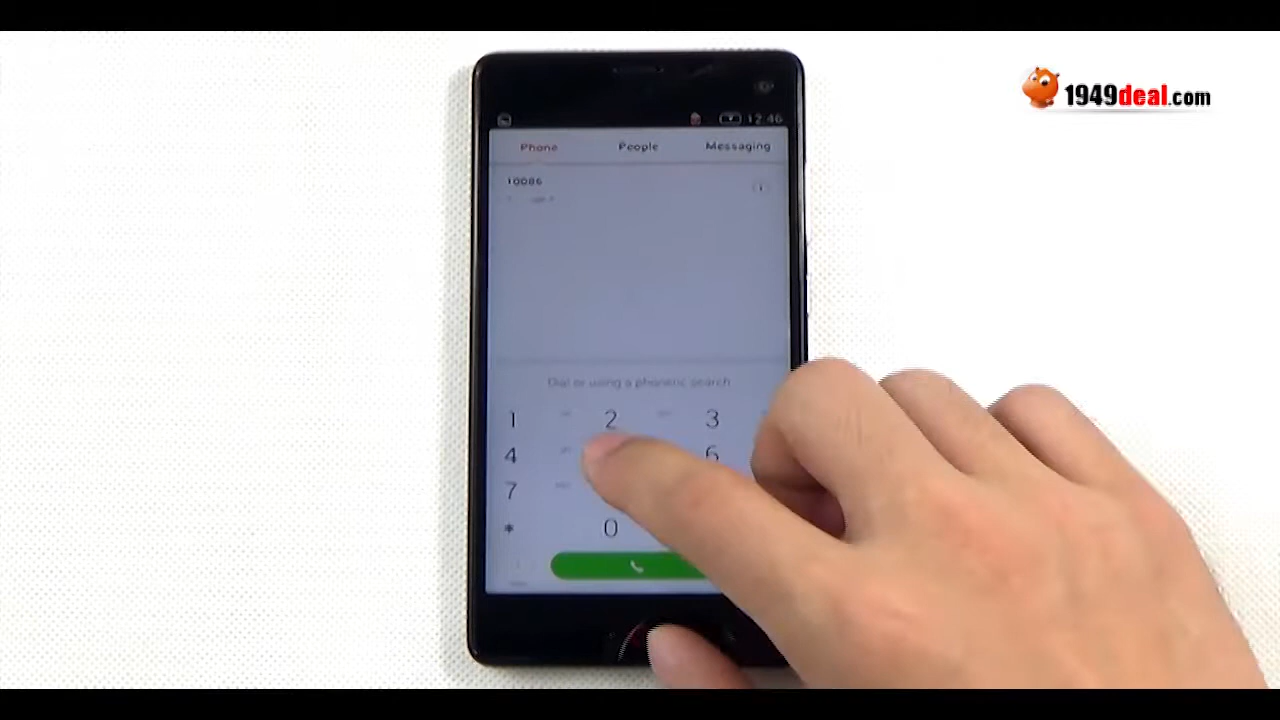 1949deal.com
12:46
Phone People Messaging
10086
Dial or using a phonetic search
1 2 3
4 6
7
* 0